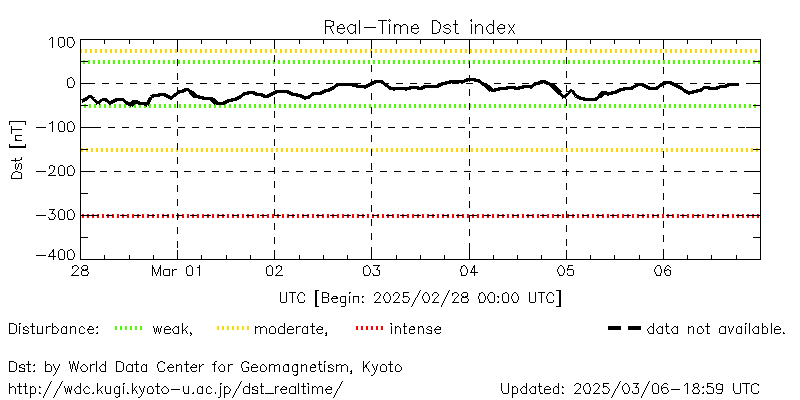 Real-Time Dst index
100
0
-100
-200
-300
-400
Dst [nT]
28 Mar 01 02 03 04 05 06
UTC [Begin: 2025/02/28 00:00 UTC]
Disturbance: weak, moderate, intense data not available.
Dst: by World Data Center for Geomagnetism, Kyoto
http://wdc.kugi.kyoto-u.ac.jp/dst_realtime/ Updated: 2025/03/06-18:59 UTC